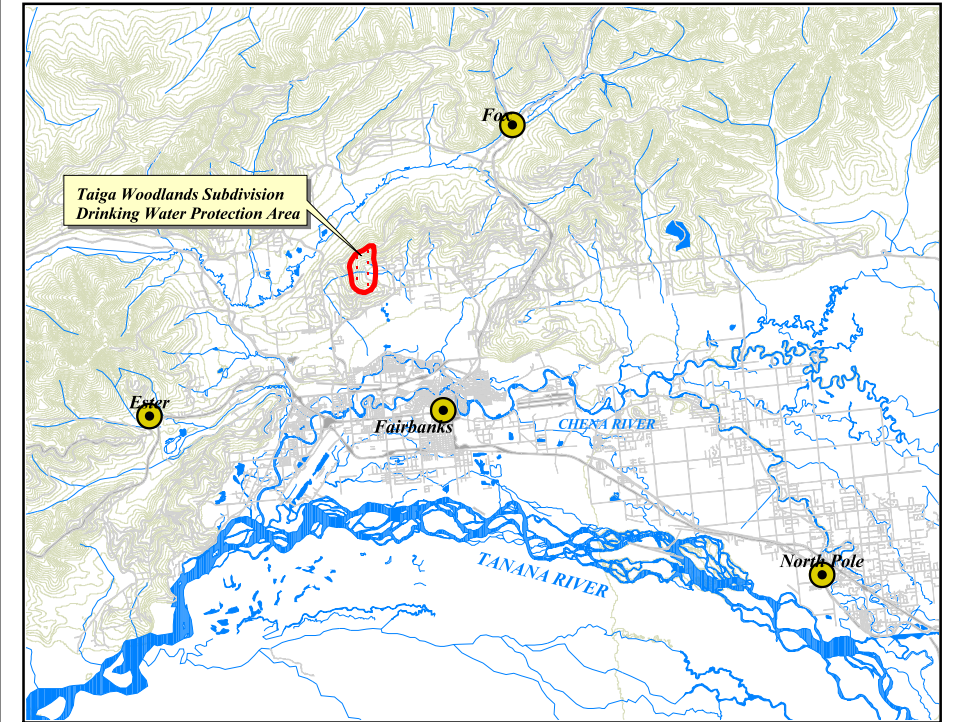 Fox
Taiga Woodlands Subdivision
Drinking Water Protection Area
Ester
Fairbanks
CHENA RIVER
TANANA RIVER
North Pole